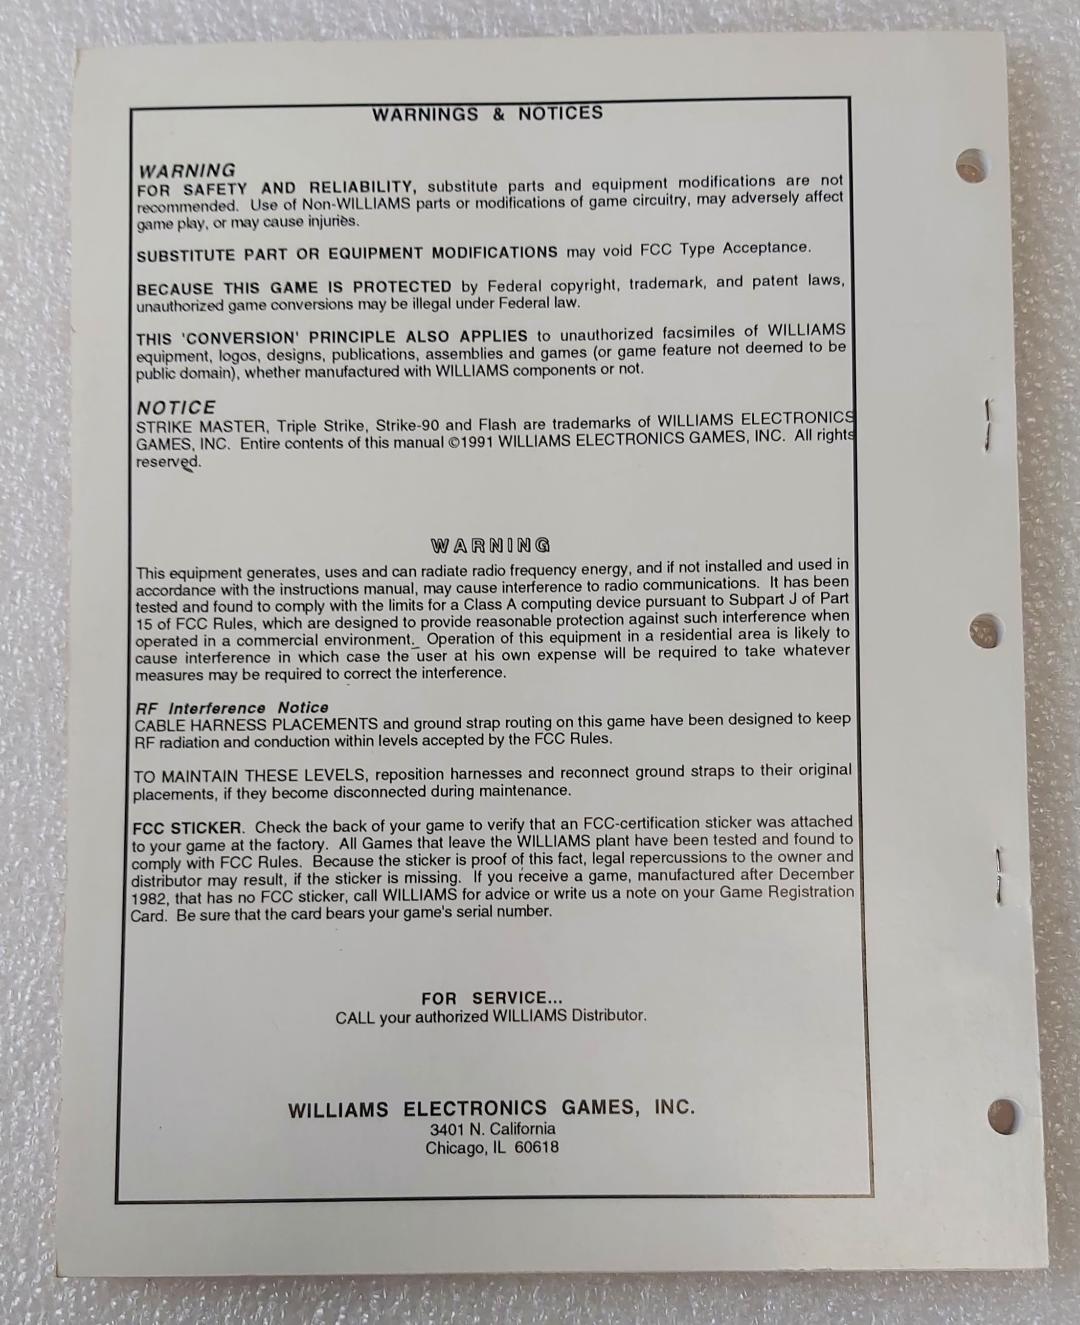 WARNINGS & NOTICES
WARNING
FOR SAFETY AND RELIABILITY, substitute parts and equipment modifications are not
recommended. Use of Non-WILLIAMS parts or modifications of game circuitry, may adversely affect
game play, or may cause injuries.
SUBSTITUTE PART OR EQUIPMENT MODIFICATIONS may void FCC Type Acceptance.
BECAUSE THIS GAME IS PROTECTED by Federal copyright, trademark, and patent laws,
unauthorized game conversions may be illegal under Federal law.
THIS 'CONVERSION' PRINCIPLE ALSO APPLIES to unauthorized facsimiles of WILLIAMS
equipment, logos, designs, publications, assemblies and games (or game feature not deemed to be
public domain), whether manufactured with WILLIAMS components or not.
NOTICE
STRIKE MASTER, Triple Strike, Strike-90 and Flash are trademarks of WILLIAMS ELECTRONICS
GAMES, INC. Entire contents of this manual ©1991 WILLIAMS ELECTRONICS GAMES, INC. All rights
reserved.
WARNING
This equipment generates, uses and can radiate radio frequency energy, and if not installed and used in
accordance with the instructions manual, may cause interference to radio communications. It has been
tested and found to comply with the limits for a Class A computing device pursuant to Subpart J of Part
15 of FCC Rules, which are designed to provide reasonable protection against such interference when
operated in a commercial environment. Operation of this equipment in a residential area is likely to
cause interference in which case the user at his own expense will be required to take whatever
measures may be required to correct the interference.
RF Interference Notice
CABLE HARNESS PLACEMENTS and ground strap routing on this game have been designed to keep
RF radiation and conduction within levels accepted by the FCC Rules.
TO MAINTAIN THESE LEVELS, reposition harnesses and reconnect ground straps to their original
placements, if they become disconnected during maintenance.
FCC STICKER. Check the back of your game to verify that an FCC-certification sticker was attached
to your game at the factory. All Games that leave the WILLIAMS plant have been tested and found to
comply with FCC Rules. Because the sticker is proof of this fact, legal repercussions to the owner and
distributor may result, if the sticker is missing. If you receive a game, manufactured after December
1982, that has no FCC sticker, call WILLIAMS for advice or write us a note on your Game Registration
Card. Be sure that the card bears your game's serial number.
FOR SERVICE...
CALL your authorized WILLIAMS Distributor.
WILLIAMS ELECTRONICS GAMES, INC.
3401 N. California
Chicago, IL 60618